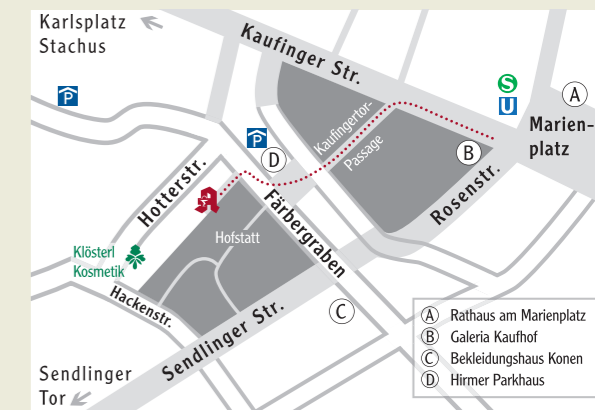 Karlsplatz
Stachus
Kaufinger Str.
P
S
U
A
Marien-
platz
P
D
Kaufingertor-
Passage
B
Rosenstr.
Hotterstr.
A
Färbergraben
Hofstatt
Klösterl
Kosmetik
Hackenstr.
Sendlinger Str.
C
Sendlinger
Tor
A Rathaus am Marienplatz
B Galeria Kaufhof
C Bekleidungshaus Konen
D Hirmer Parkhaus